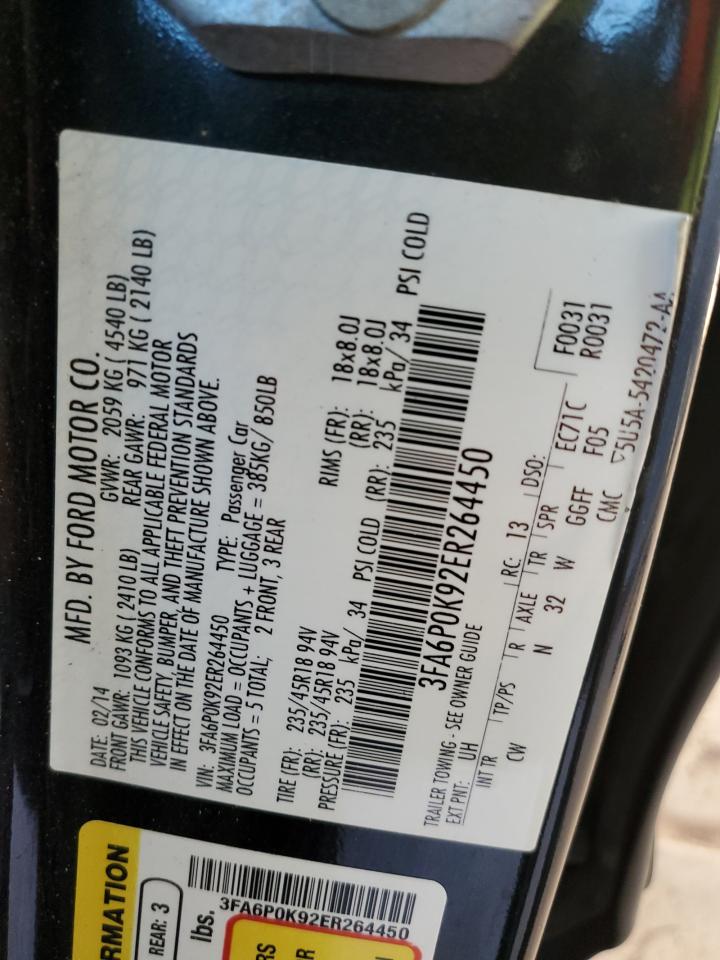 MFD. BY FORD MOTOR CO.
DATE: 02/14 GVWR: 2059 KG ( 4540 LB)
FRONT GAWR: 1093 KG ( 2410 LB) REAR GAWR: 971 KG ( 2140 LB)
THIS VEHICLE CONFORMS TO ALL APPLICABLE FEDERAL MOTOR
VEHICLE SAFETY, BUMPER, AND THEFT PREVENTION STANDARDS
IN EFFECT ON THE DATE OF MANUFACTURE SHOWN ABOVE.
VIN: 3FA6P0K92ER264450 TYPE: Passenger Car
MAXIMUM LOAD = OCCUPANTS + LUGGAGE = 385KG/ 850LB
OCCUPANTS = 5 TOTAL; 2 FRONT, 3 REAR
TIRE (FR): 235/45R18 94V RIMS (FR): 18x8.0J
(RR): 235/45R18 94V (RR): 18x8.0J
PRESSURE (FR): 235 kPa/ 34 PSI COLD (RR): 235 kPa/ 34 PSI COLD
3FA6P0K92ER264450
TRAILER TOWING - SEE OWNER GUIDE
EXT PNT: UH RC: 13 DSO: F0031
R0031
INT TR TP/PS R AXLE TR SPR EC71C
CW N 32 W GGFF F05
CMC 5U5A-5420472-AA
RMATION
REAR: 3
lbs.
3FA6P0K92ER264450
RS
R